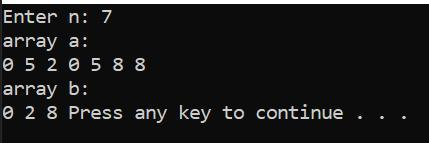 Enter n: 7
array a:
0 5 2 0 5 8 8
array b:
0 2 8 Press any key to continue . . .